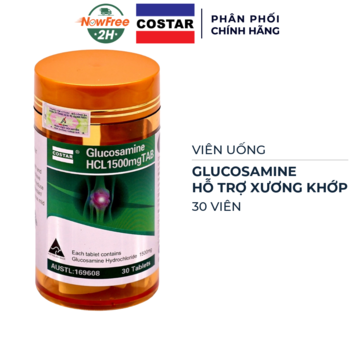 NowFree
2H
COSTAR
PHÂN PHỐI
CHÍNH HÃNG
COSTAR
Glucosamine
HCL1500mgTAB
Each tablet contains
Glucosamine Hydrochloride 1500mg
AUSTL:169608
30 Tablets
VIÊN UỐNG
GLUCOSAMINE
HỖ TRỢ XƯƠNG KHỚP
30 VIÊN